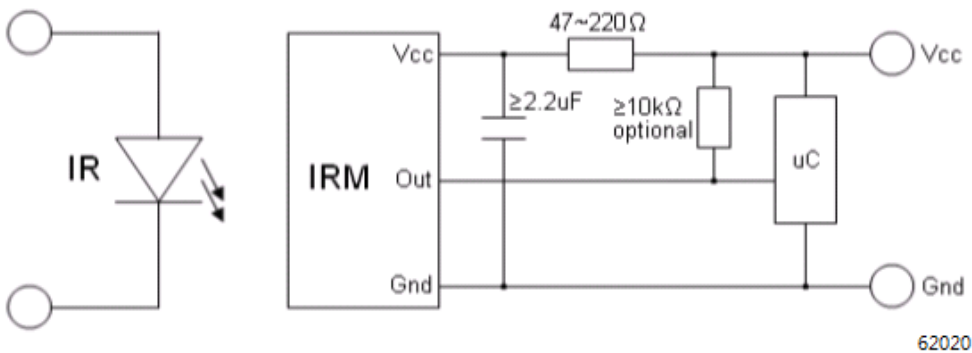 47~220Ω
Vcc
Vcc
≥2.2uF
≥10kΩ
optional
IR
IRM
Out
uC
Gnd
Gnd
62020